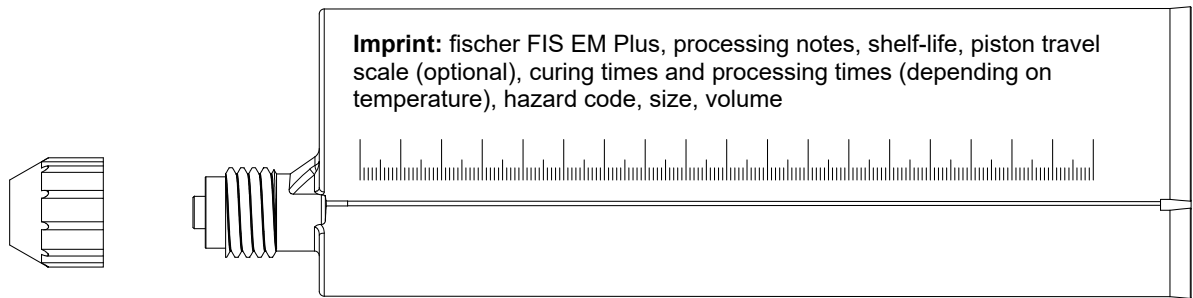 Imprint: fischer FIS EM Plus, processing notes, shelf-life, piston travel
scale (optional), curing times and processing times (depending on
temperature), hazard code, size, volume